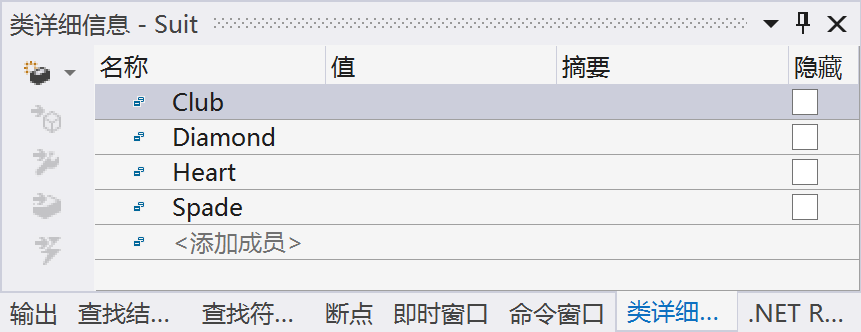 类详细信息 - Suit
名称 值 摘要 隐藏
Club
Diamond
Heart
Spade
<添加成员>
输出 查找结... 查找符... 断点 即时窗口 命令窗口 类详细... .NET R...